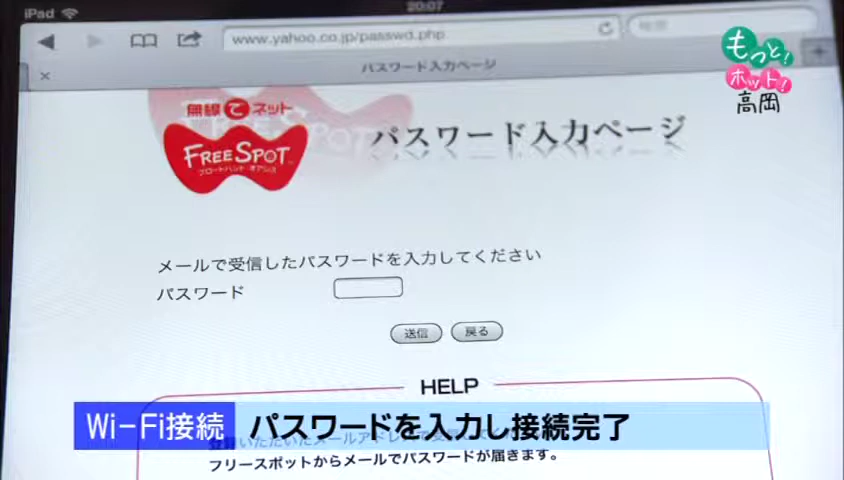 iPad
20:07
www.yahoo.co.jp/passwd.php
検索
パスワード入力ページ
もっと!
ホット!
高岡
無線でネット
FREESPOT
ブロードバンド・オアシス
パスワード入力ページ
メールで受信したパスワードを入力してください
パスワード
送信
戻る
HELP
Wi-Fi接続
パスワードを入力し接続完了
フリースポットからメールでパスワードが届きます。